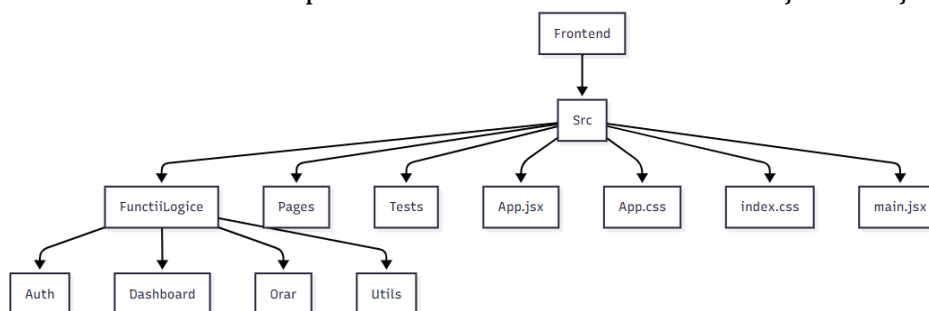 Frontend
Src
FunctiiLogice
Pages
Tests
App.jsx
App.css
index.css
main.jsx
Auth
Dashboard
Orar
Utils